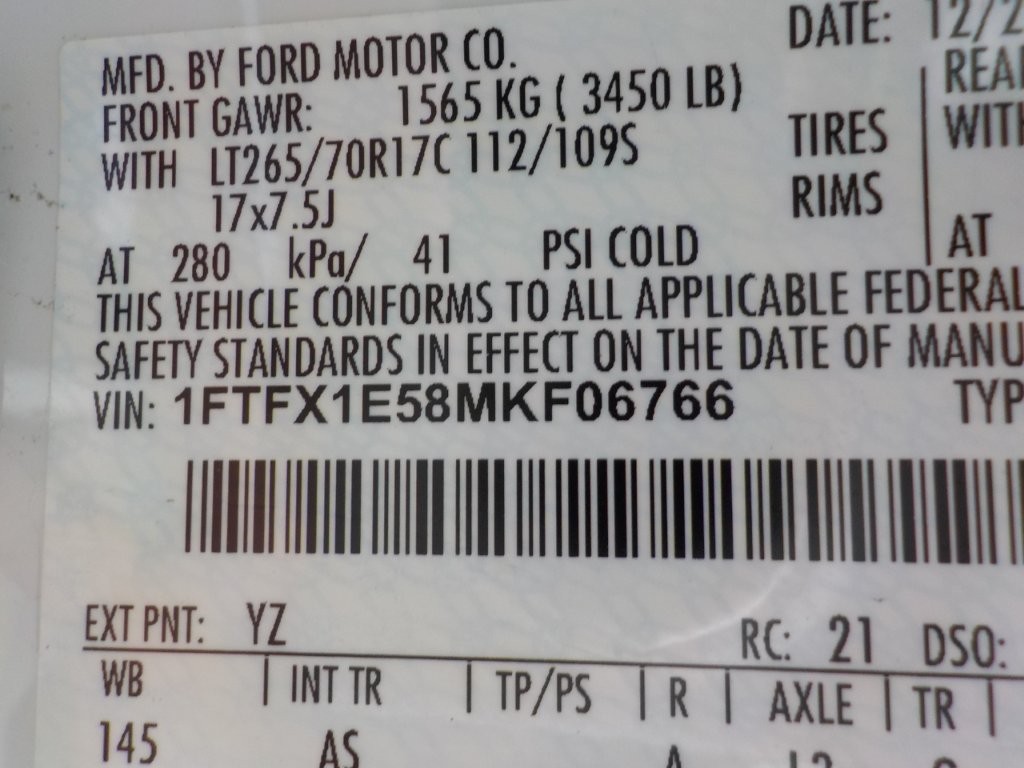 MFD. BY FORD MOTOR CO.
DATE: 12/2
FRONT GAWR: 1565 KG ( 3450 LB)
REA
WITH LT265/70R17C 112/109S
TIRES
WITH
17x7.5J
RIMS
AT 280 kPa/ 41 PSI COLD
AT
THIS VEHICLE CONFORMS TO ALL APPLICABLE FEDERAL
SAFETY STANDARDS IN EFFECT ON THE DATE OF MANU
VIN: 1FTFX1E58MKF06766
TYP
EXT PNT: YZ
RC: 21 DSO:
WB | INT TR | TP/PS | R | AXLE | TR |
145 AS